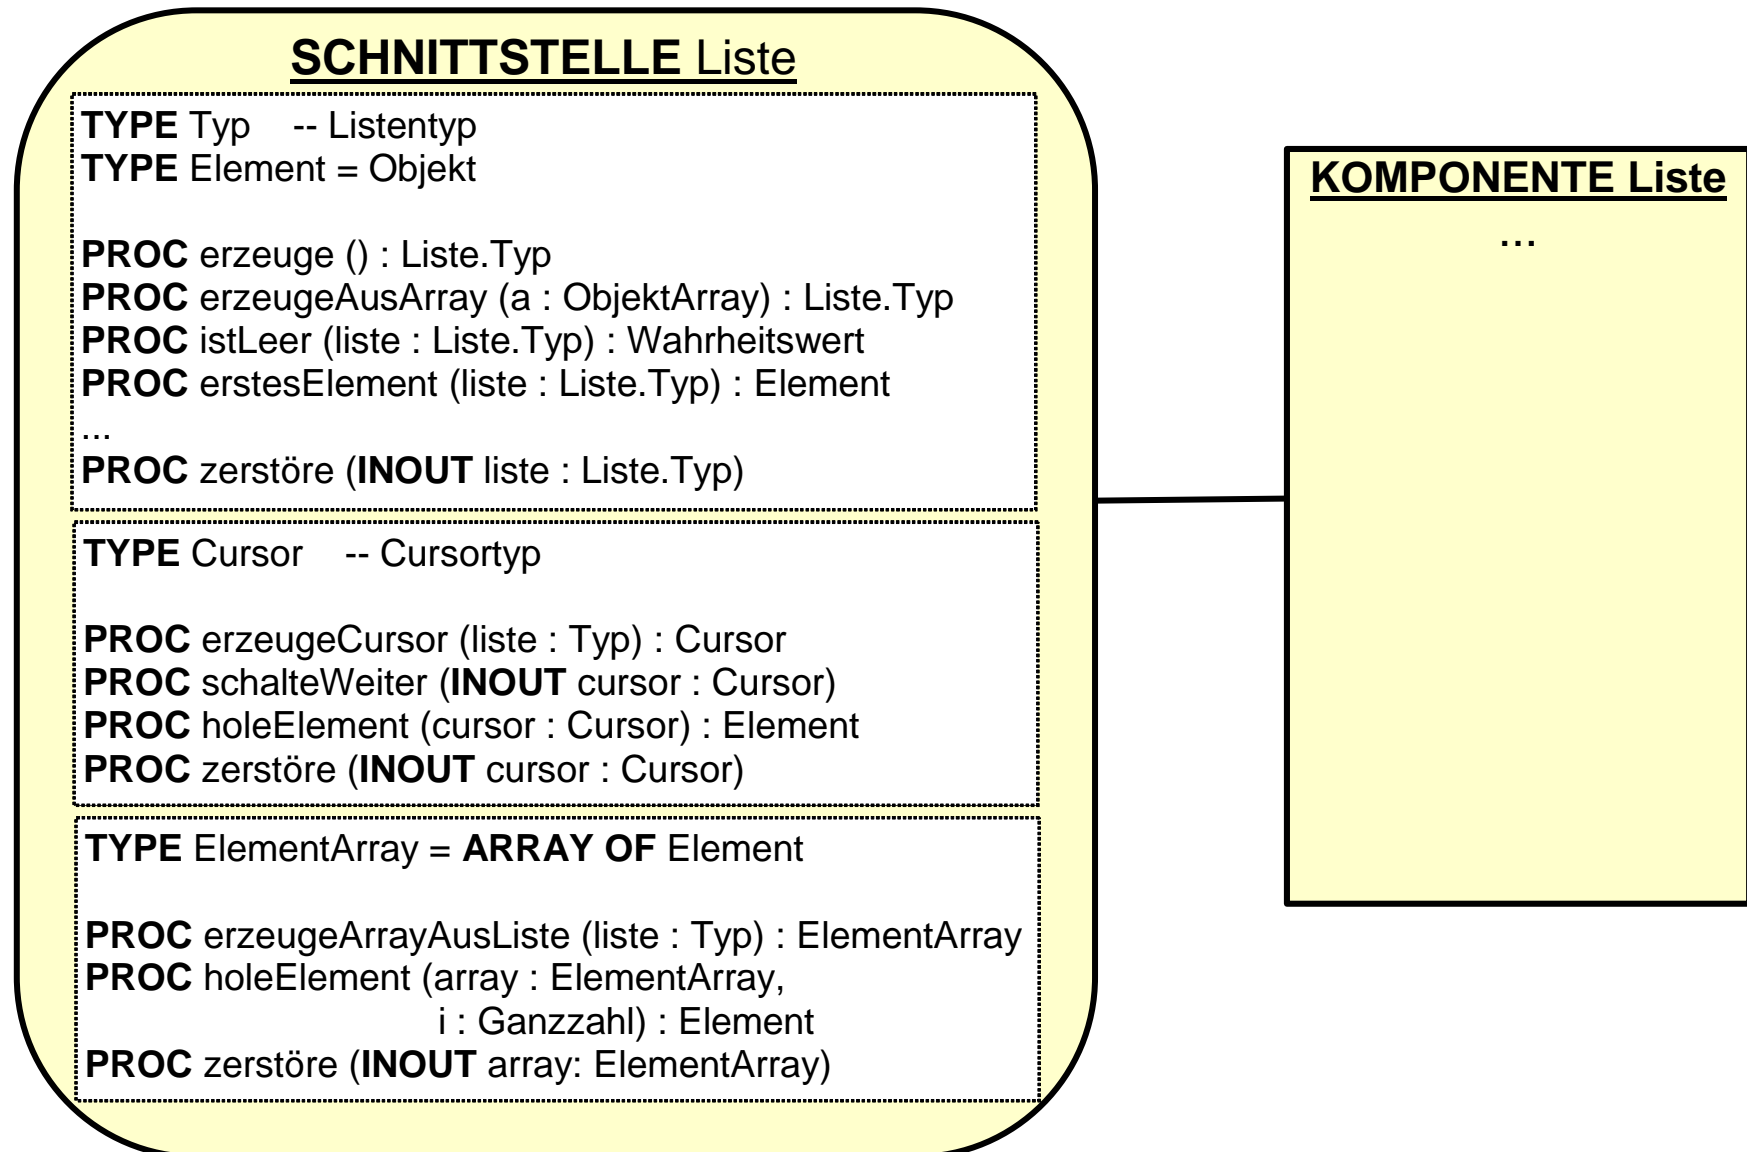 SCHNITTSTELLE Liste
TYPE Typ -- Listentyp
TYPE Element = Objekt
PROC erzeuge () : Liste.Typ
PROC erzeugeAusArray (a : ObjektArray) : Liste.Typ
PROC istLeer (liste : Liste.Typ) : Wahrheitswert
PROC erstesElement (liste : Liste.Typ) : Element
...
PROC zerstöre (INOUT liste : Liste.Typ)
TYPE Cursor -- Cursortyp
PROC erzeugeCursor (liste : Typ) : Cursor
PROC schalteWeiter (INOUT cursor : Cursor)
PROC holeElement (cursor : Cursor) : Element
PROC zerstöre (INOUT cursor : Cursor)
TYPE ElementArray = ARRAY OF Element
PROC erzeugeArrayAusListe (liste : Typ) : ElementArray
PROC holeElement (array : ElementArray,
i : Ganzzahl) : Element
PROC zerstöre (INOUT array: ElementArray)
KOMPONENTE Liste
...